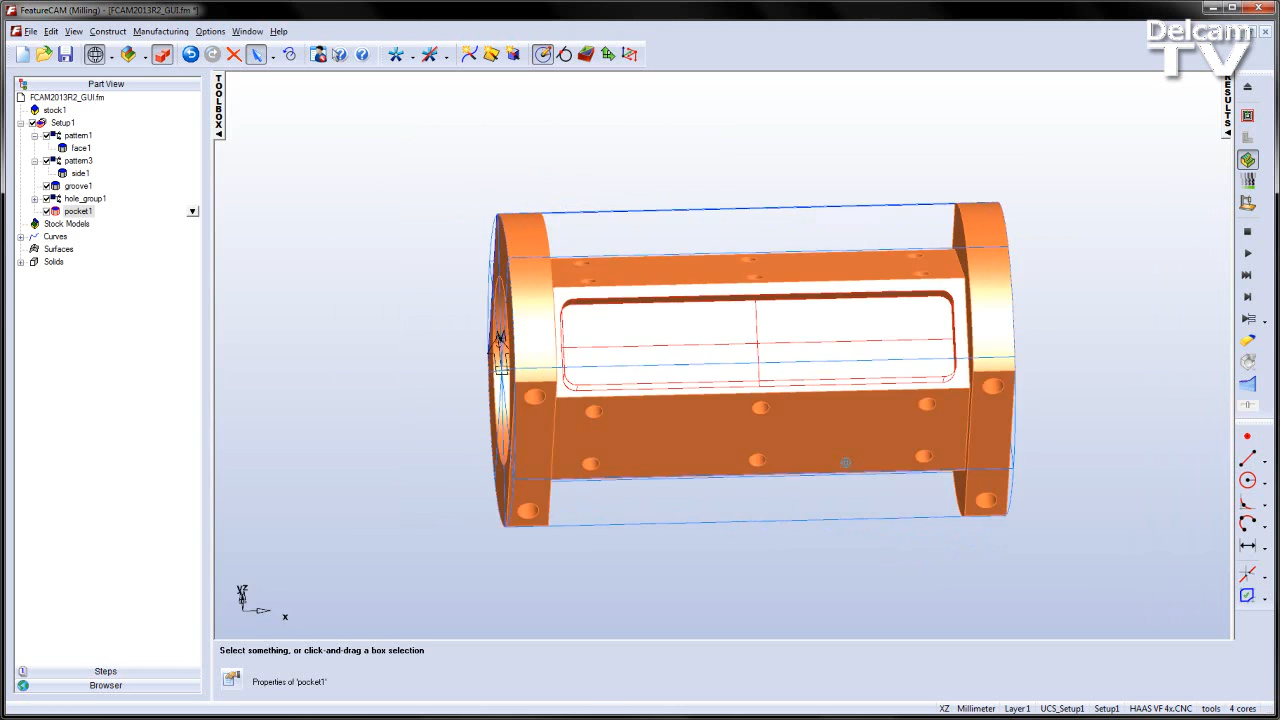 FeatureCAM (Milling) - [FCAM2013R2_GUI.fm *]
File Edit View Construct Manufacturing Options Window Help
Delcam
TV
Part View
FCAM2013R2_GUI.fm
stock1
Setup1
pattern1
face1
pattern3
side1
groove1
hole_group1
pocket1
Stock Models
Curves
Surfaces
Solids
Steps
Browser
TOOLBOX
RESULTS
x
Select something, or click-and-drag a box selection
Properties of 'pocket1'
XZ Millimeter Layer1 UCS_Setup1 Setup1 HAAS VF 4x.CNC tools 4 cores